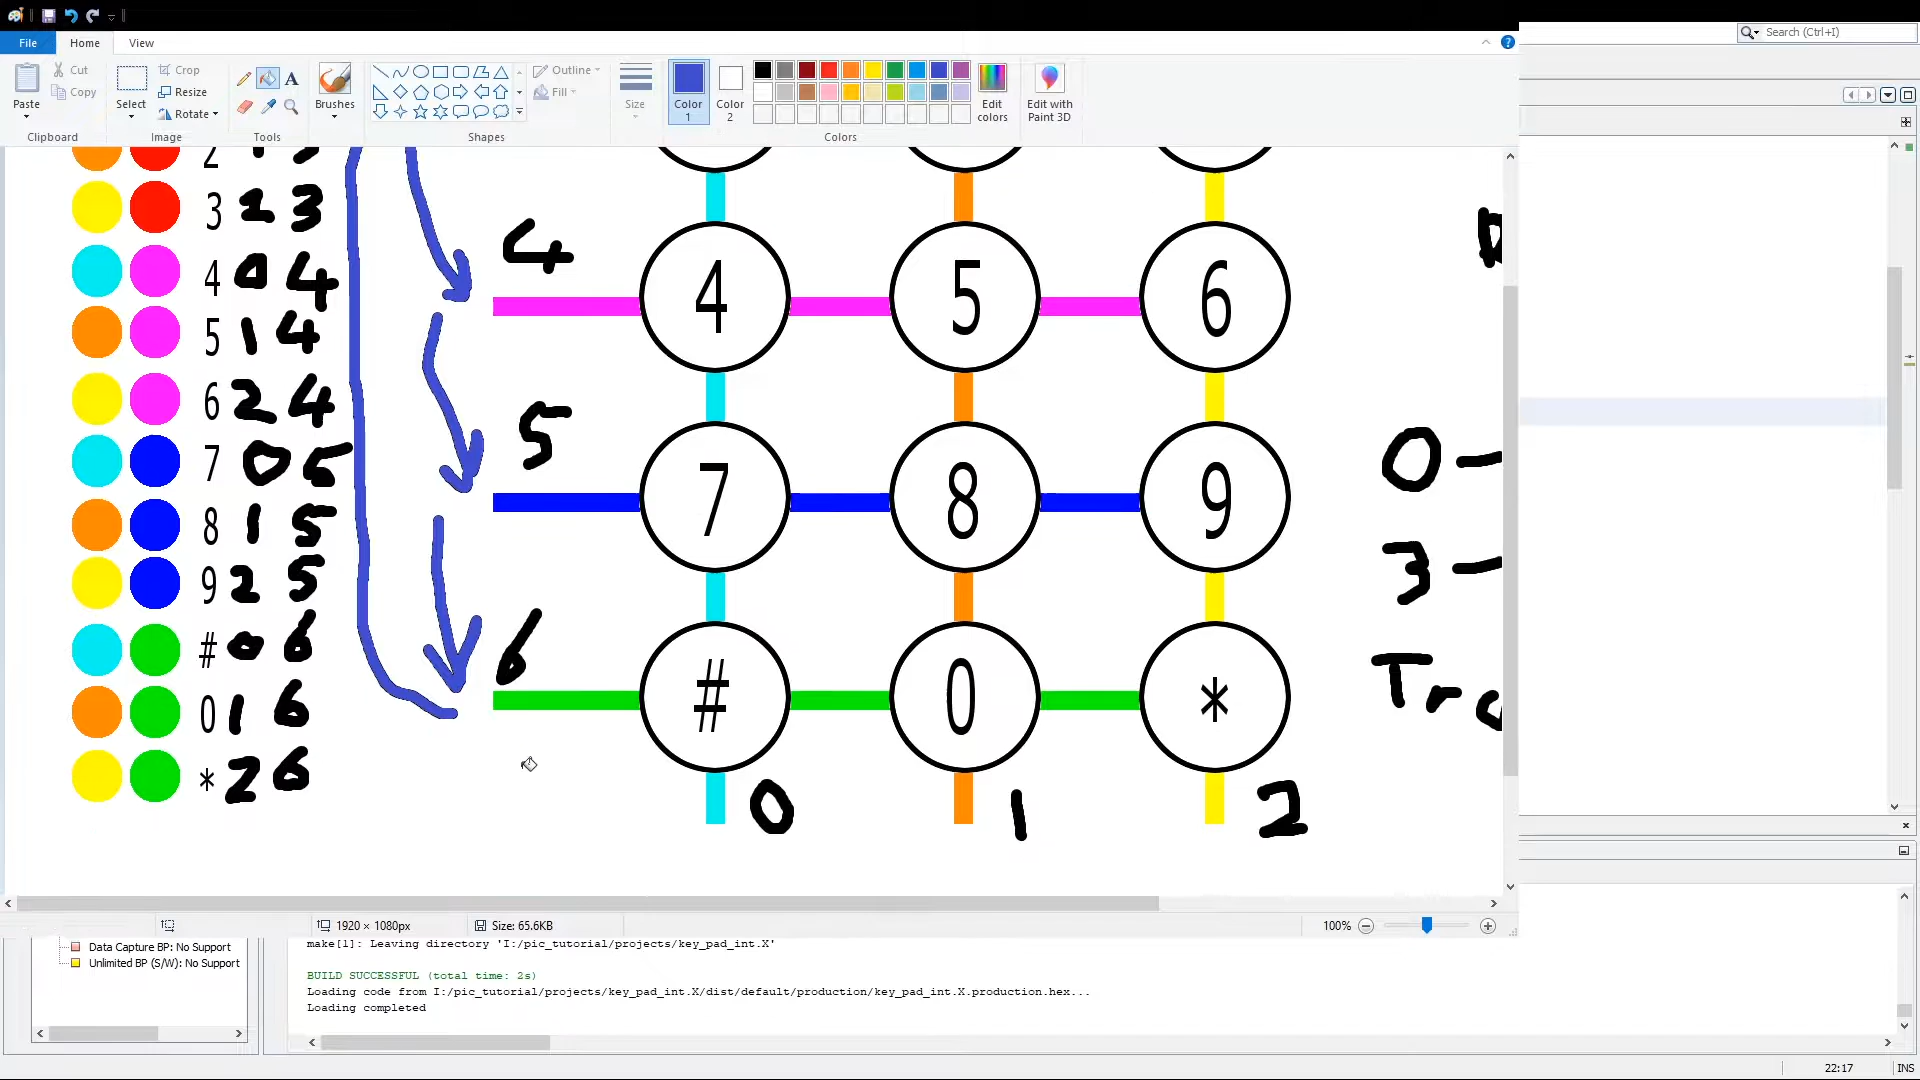 Search (Ctrl+I)
File Home View
Paste
Cut
Copy
Clipboard
Select
Crop
Resize
Rotate
Image
A
Tools
Brushes
Shapes
Outline
Fill
Size
Color 1
Color 2
Edit colors
Edit with Paint 3D
Colors
2
3 2 3
4 0 4
5 1 4
6 2 4
7 0 5
8 1 5
9 2 5
# 0 6
0 1 6
* 2 6
4
4 5 6
5
7 8 9
6
# 0 *
0 1 2
0 -
3 -
1920 × 1080px
Size: 65.6KB
100%
Data Capture BP: No Support
Unlimited BP (S/W): No Support
make[1]: Leaving directory 'I:/pic_tutorial/projects/key_pad_int.X'
BUILD SUCCESSFUL (total time: 2s)
Loading code from I:/pic_tutorial/projects/key_pad_int.X/dist/default/production/key_pad_int.X.production.hex...
Loading completed
22:17 INS